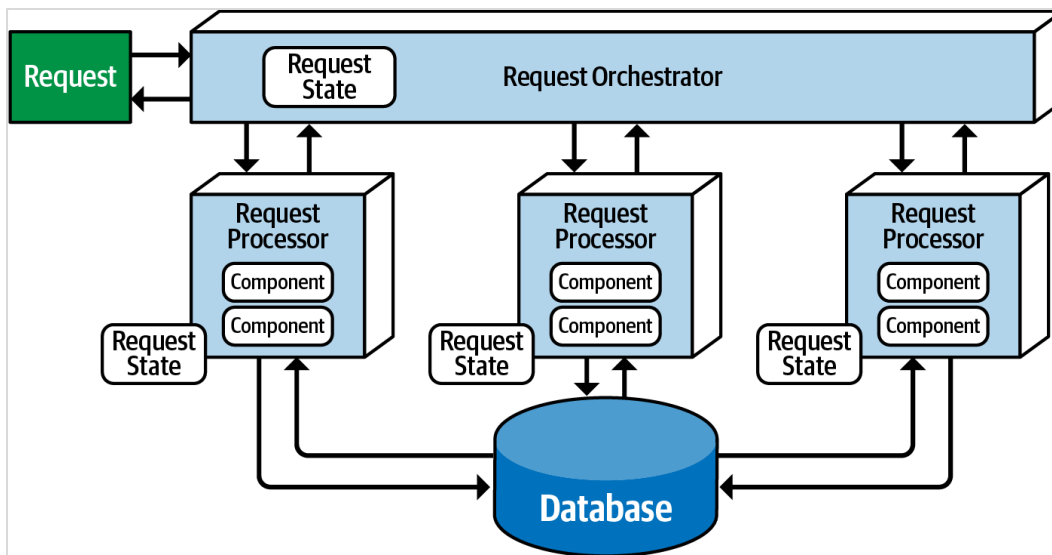 Request
Request
State
Request Orchestrator
Request
Processor
Component
Component
Request
State
Request
Processor
Component
Component
Request
State
Request
Processor
Component
Component
Request
State
Database